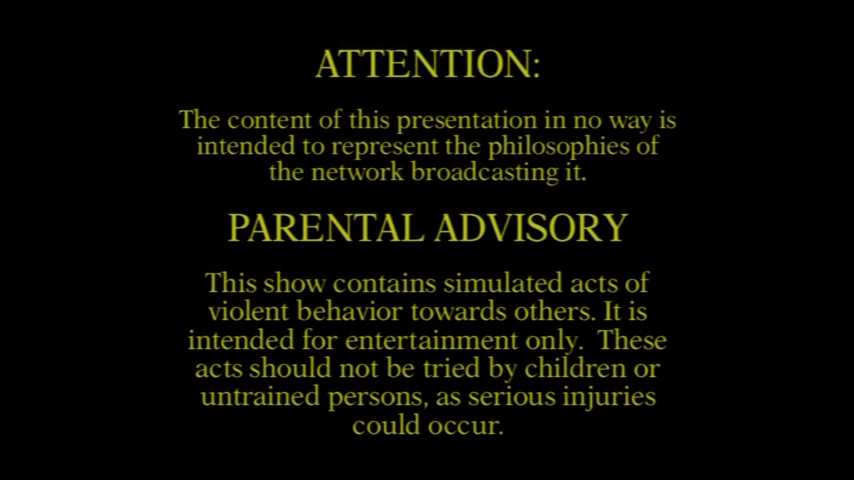 ATTENTION:
The content of this presentation in no way is
intended to represent the philosophies of
the network broadcasting it.
PARENTAL ADVISORY
This show contains simulated acts of
violent behavior towards others. It is
intended for entertainment only.  These
acts should not be tried by children or
untrained persons, as serious injuries
could occur.